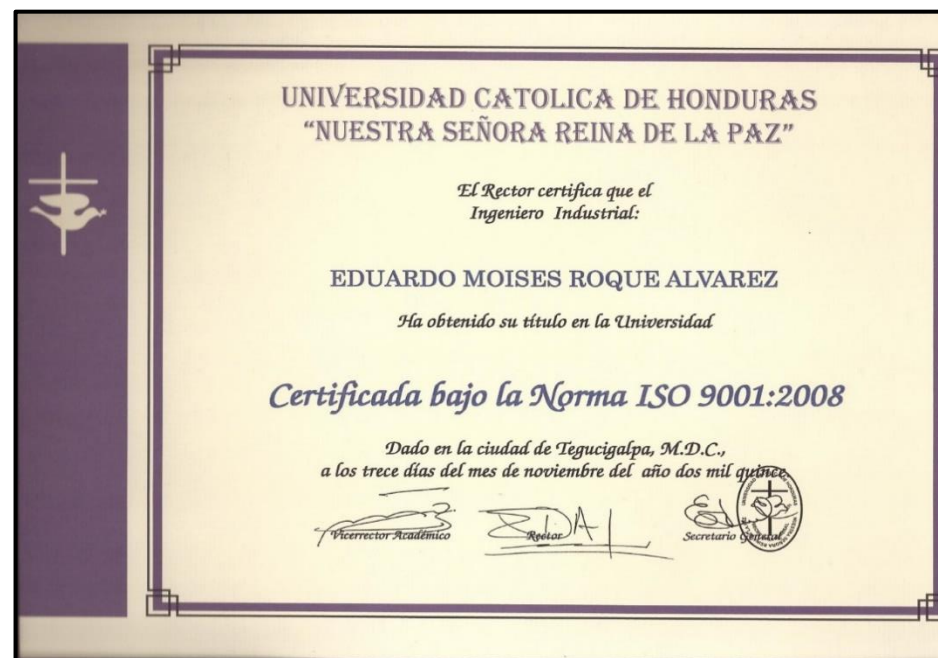 UNIVERSIDAD CATOLICA DE HONDURAS
“NUESTRA SEÑORA REINA DE LA PAZ”
El Rector certifica que el
Ingeniero Industrial:
EDUARDO MOISES ROQUE ALVAREZ
Ha obtenido su título en la Universidad
Certificada bajo la Norma ISO 9001:2008
Dado en la ciudad de Tegucigalpa, M.D.C.,
a los trece días del mes de noviembre del año dos mil quince
Vicerrector Académico
Rector
Secretario General